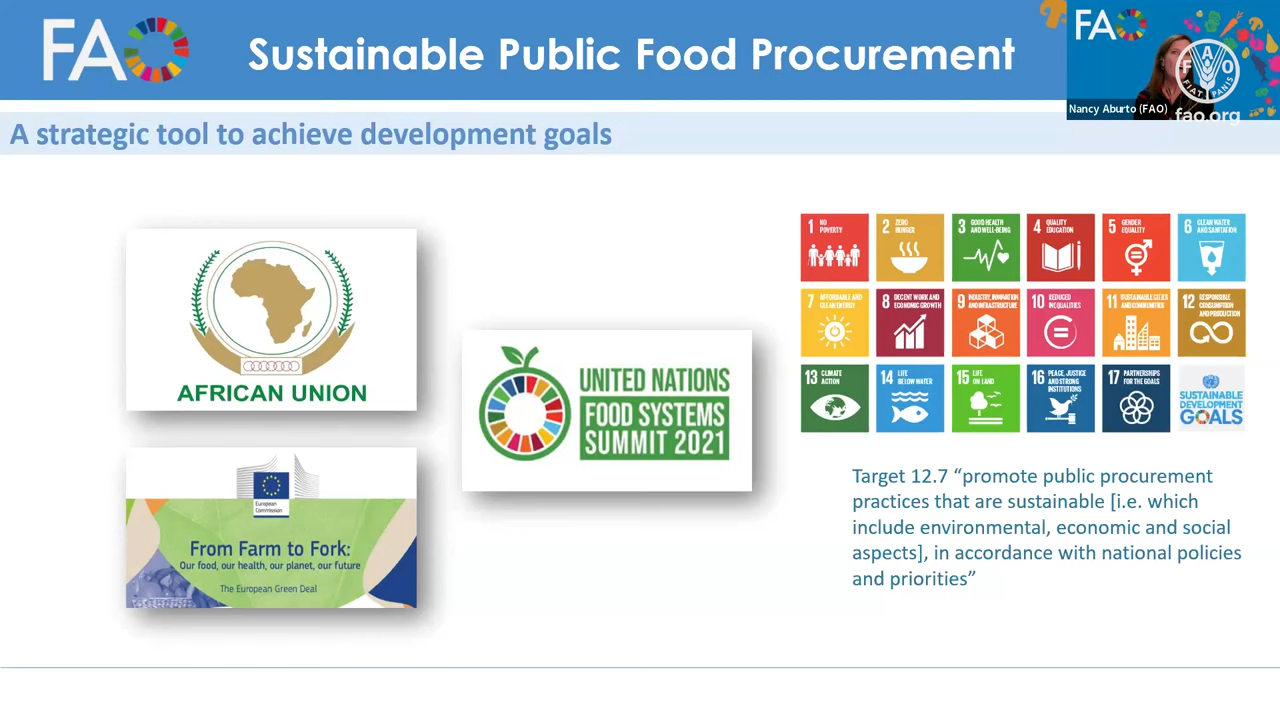 FAO
Sustainable Public Food Procurement
FAO
F A O
FIAT PANIS
Nancy Aburto (FAO)
fao.org
A strategic tool to achieve development goals
AFRICAN UNION
European
Commission
From Farm to Fork:
Our food, our health, our planet, our future
The European Green Deal
UNITED NATIONS
FOOD SYSTEMS
SUMMIT 2021
1 NO
POVERTY
2 ZERO
HUNGER
3 GOOD HEALTH
AND WELL-BEING
4 QUALITY
EDUCATION
5 GENDER
EQUALITY
6 CLEAN WATER
AND SANITATION
7 AFFORDABLE AND
CLEAN ENERGY
8 DECENT WORK AND
ECONOMIC GROWTH
9 INDUSTRY, INNOVATION
AND INFRASTRUCTURE
10 REDUCED
INEQUALITIES
11 SUSTAINABLE CITIES
AND COMMUNITIES
12 RESPONSIBLE
CONSUMPTION
AND PRODUCTION
13 CLIMATE
ACTION
14 LIFE
BELOW WATER
15 LIFE
ON LAND
16 PEACE, JUSTICE
AND STRONG
INSTITUTIONS
17 PARTNERSHIPS
FOR THE GOALS
SUSTAINABLE
DEVELOPMENT
GOALS
Target 12.7 “promote public procurement
practices that are sustainable [i.e. which
include environmental, economic and social
aspects], in accordance with national policies
and priorities”